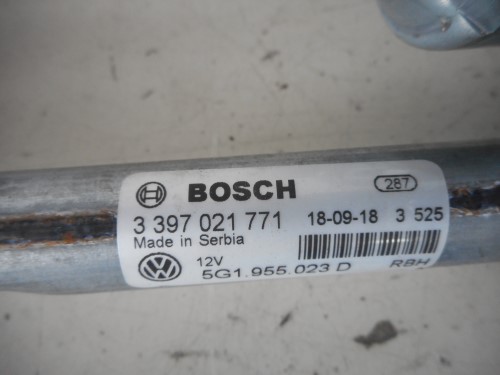 BOSCH 287
3 397 021 771 18-09-18 3 525
Made in Serbia
12V
5G1.955.023 D RBH